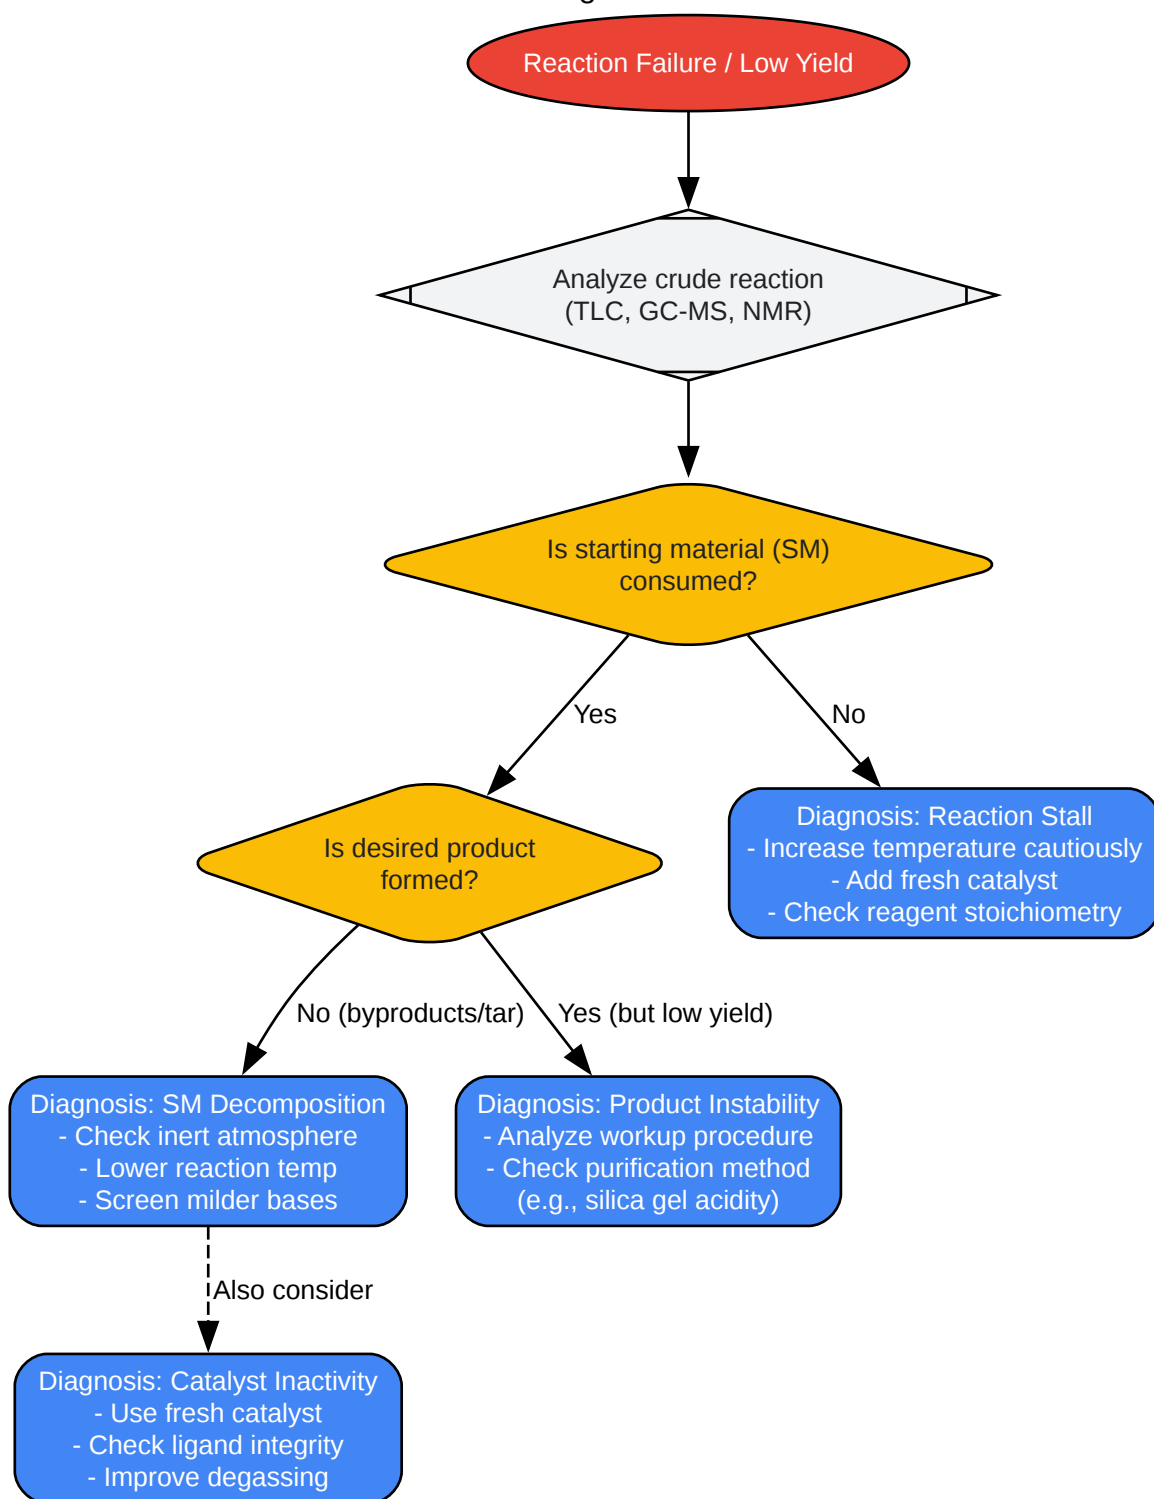 Reaction Failure / Low Yield
Analyze crude reaction
(TLC, GC-MS, NMR)
Is starting material (SM)
consumed?
Yes
No
Is desired product
formed?
Diagnosis: Reaction Stall
- Increase temperature cautiously
- Add fresh catalyst
- Check reagent stoichiometry
No (byproducts/tar)
Yes (but low yield)
Diagnosis: SM Decomposition
- Check inert atmosphere
- Lower reaction temp
- Screen milder bases
Diagnosis: Product Instability
- Analyze workup procedure
- Check purification method
(e.g., silica gel acidity)
Also consider
Diagnosis: Catalyst Inactivity
- Use fresh catalyst
- Check ligand integrity
- Improve degassing